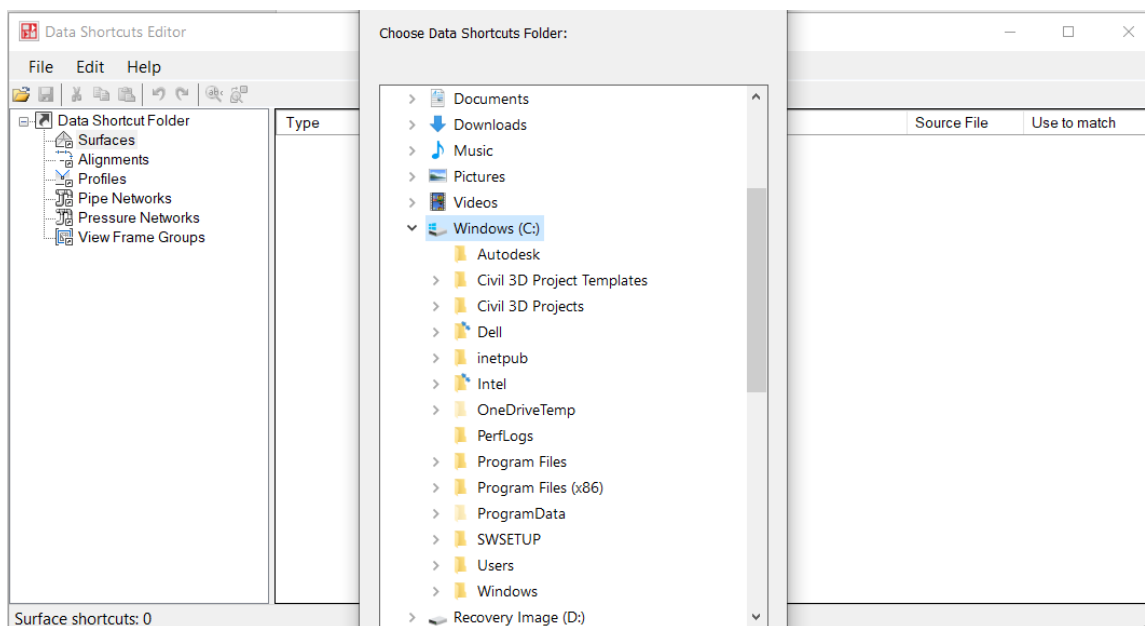 Data Shortcuts Editor
File Edit Help
Data Shortcut Folder
Surfaces
Alignments
Profiles
Pipe Networks
Pressure Networks
View Frame Groups
Surface shortcuts: 0
Type
Choose Data Shortcuts Folder:
Documents
Downloads
Music
Pictures
Videos
Windows (C:)
Autodesk
Civil 3D Project Templates
Civil 3D Projects
Dell
inetpub
Intel
OneDriveTemp
PerfLogs
Program Files
Program Files (x86)
ProgramData
SWSETUP
Users
Windows
Recovery Image (D:)
Source File Use to match